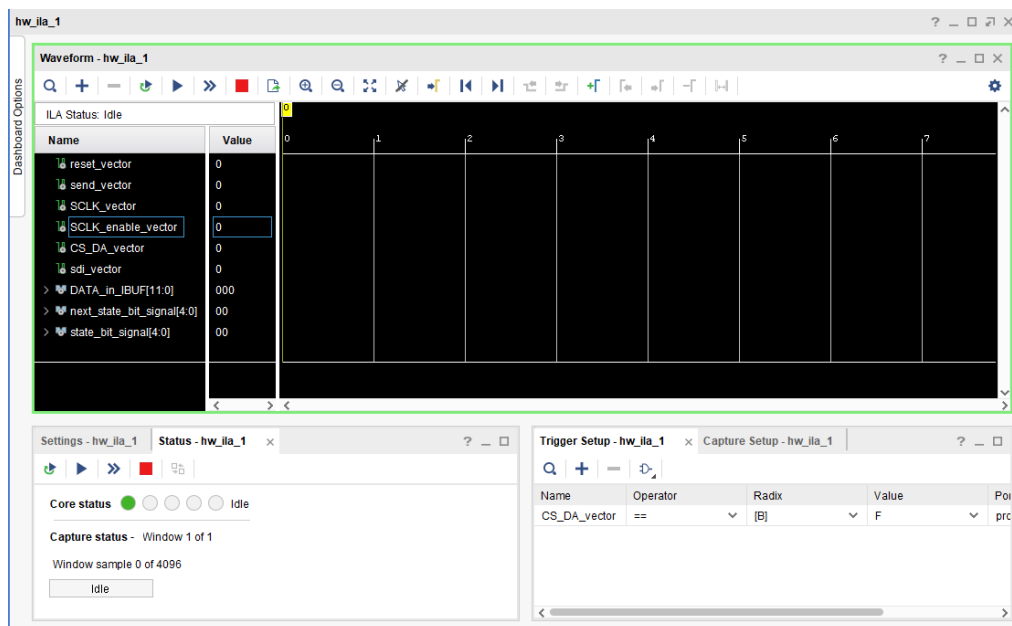 hw_ila_1
Dashboard Options
Waveform - hw_ila_1
ILA Status: Idle
0
Name Value 0 1 2 3 4 5 6 7
reset_vector 0
send_vector 0
SCLK_vector 0
SCLK_enable_vector 0
CS_DA_vector 0
sdi_vector 0
DATA_in_IBUF[11:0] 000
next_state_bit_signal[4:0] 00
state_bit_signal[4:0] 00
Settings - hw_ila_1 Status - hw_ila_1
Core status Idle
Capture status - Window 1 of 1
Window sample 0 of 4096
Idle
Trigger Setup - hw_ila_1 Capture Setup - hw_ila_1
Name Operator Radix Value
CS_DA_vector == [B] F